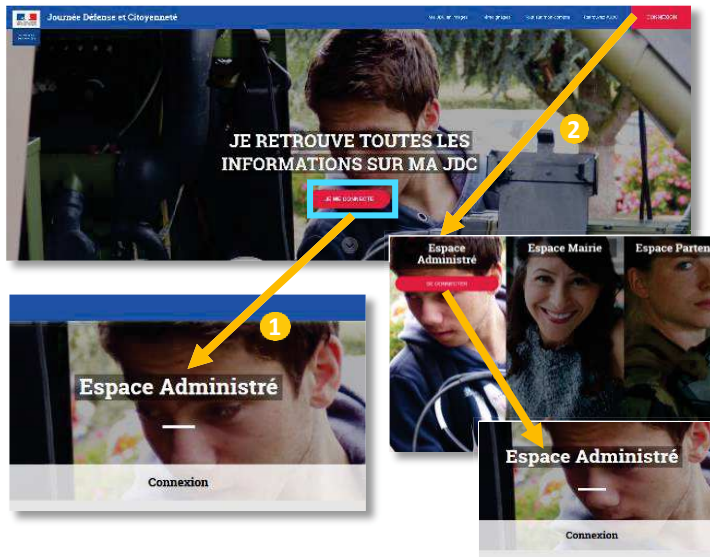 Journée Défense et Citoyenneté
CONNEXION
JE RETROUVE TOUTES LES
INFORMATIONS SUR MA JDC
JE ME CONNECTE
2
1
Espace
Administré
SE CONNECTER
Espace Mairie
Espace Parten
Espace Administré
Connexion
Espace Administré
Connexion